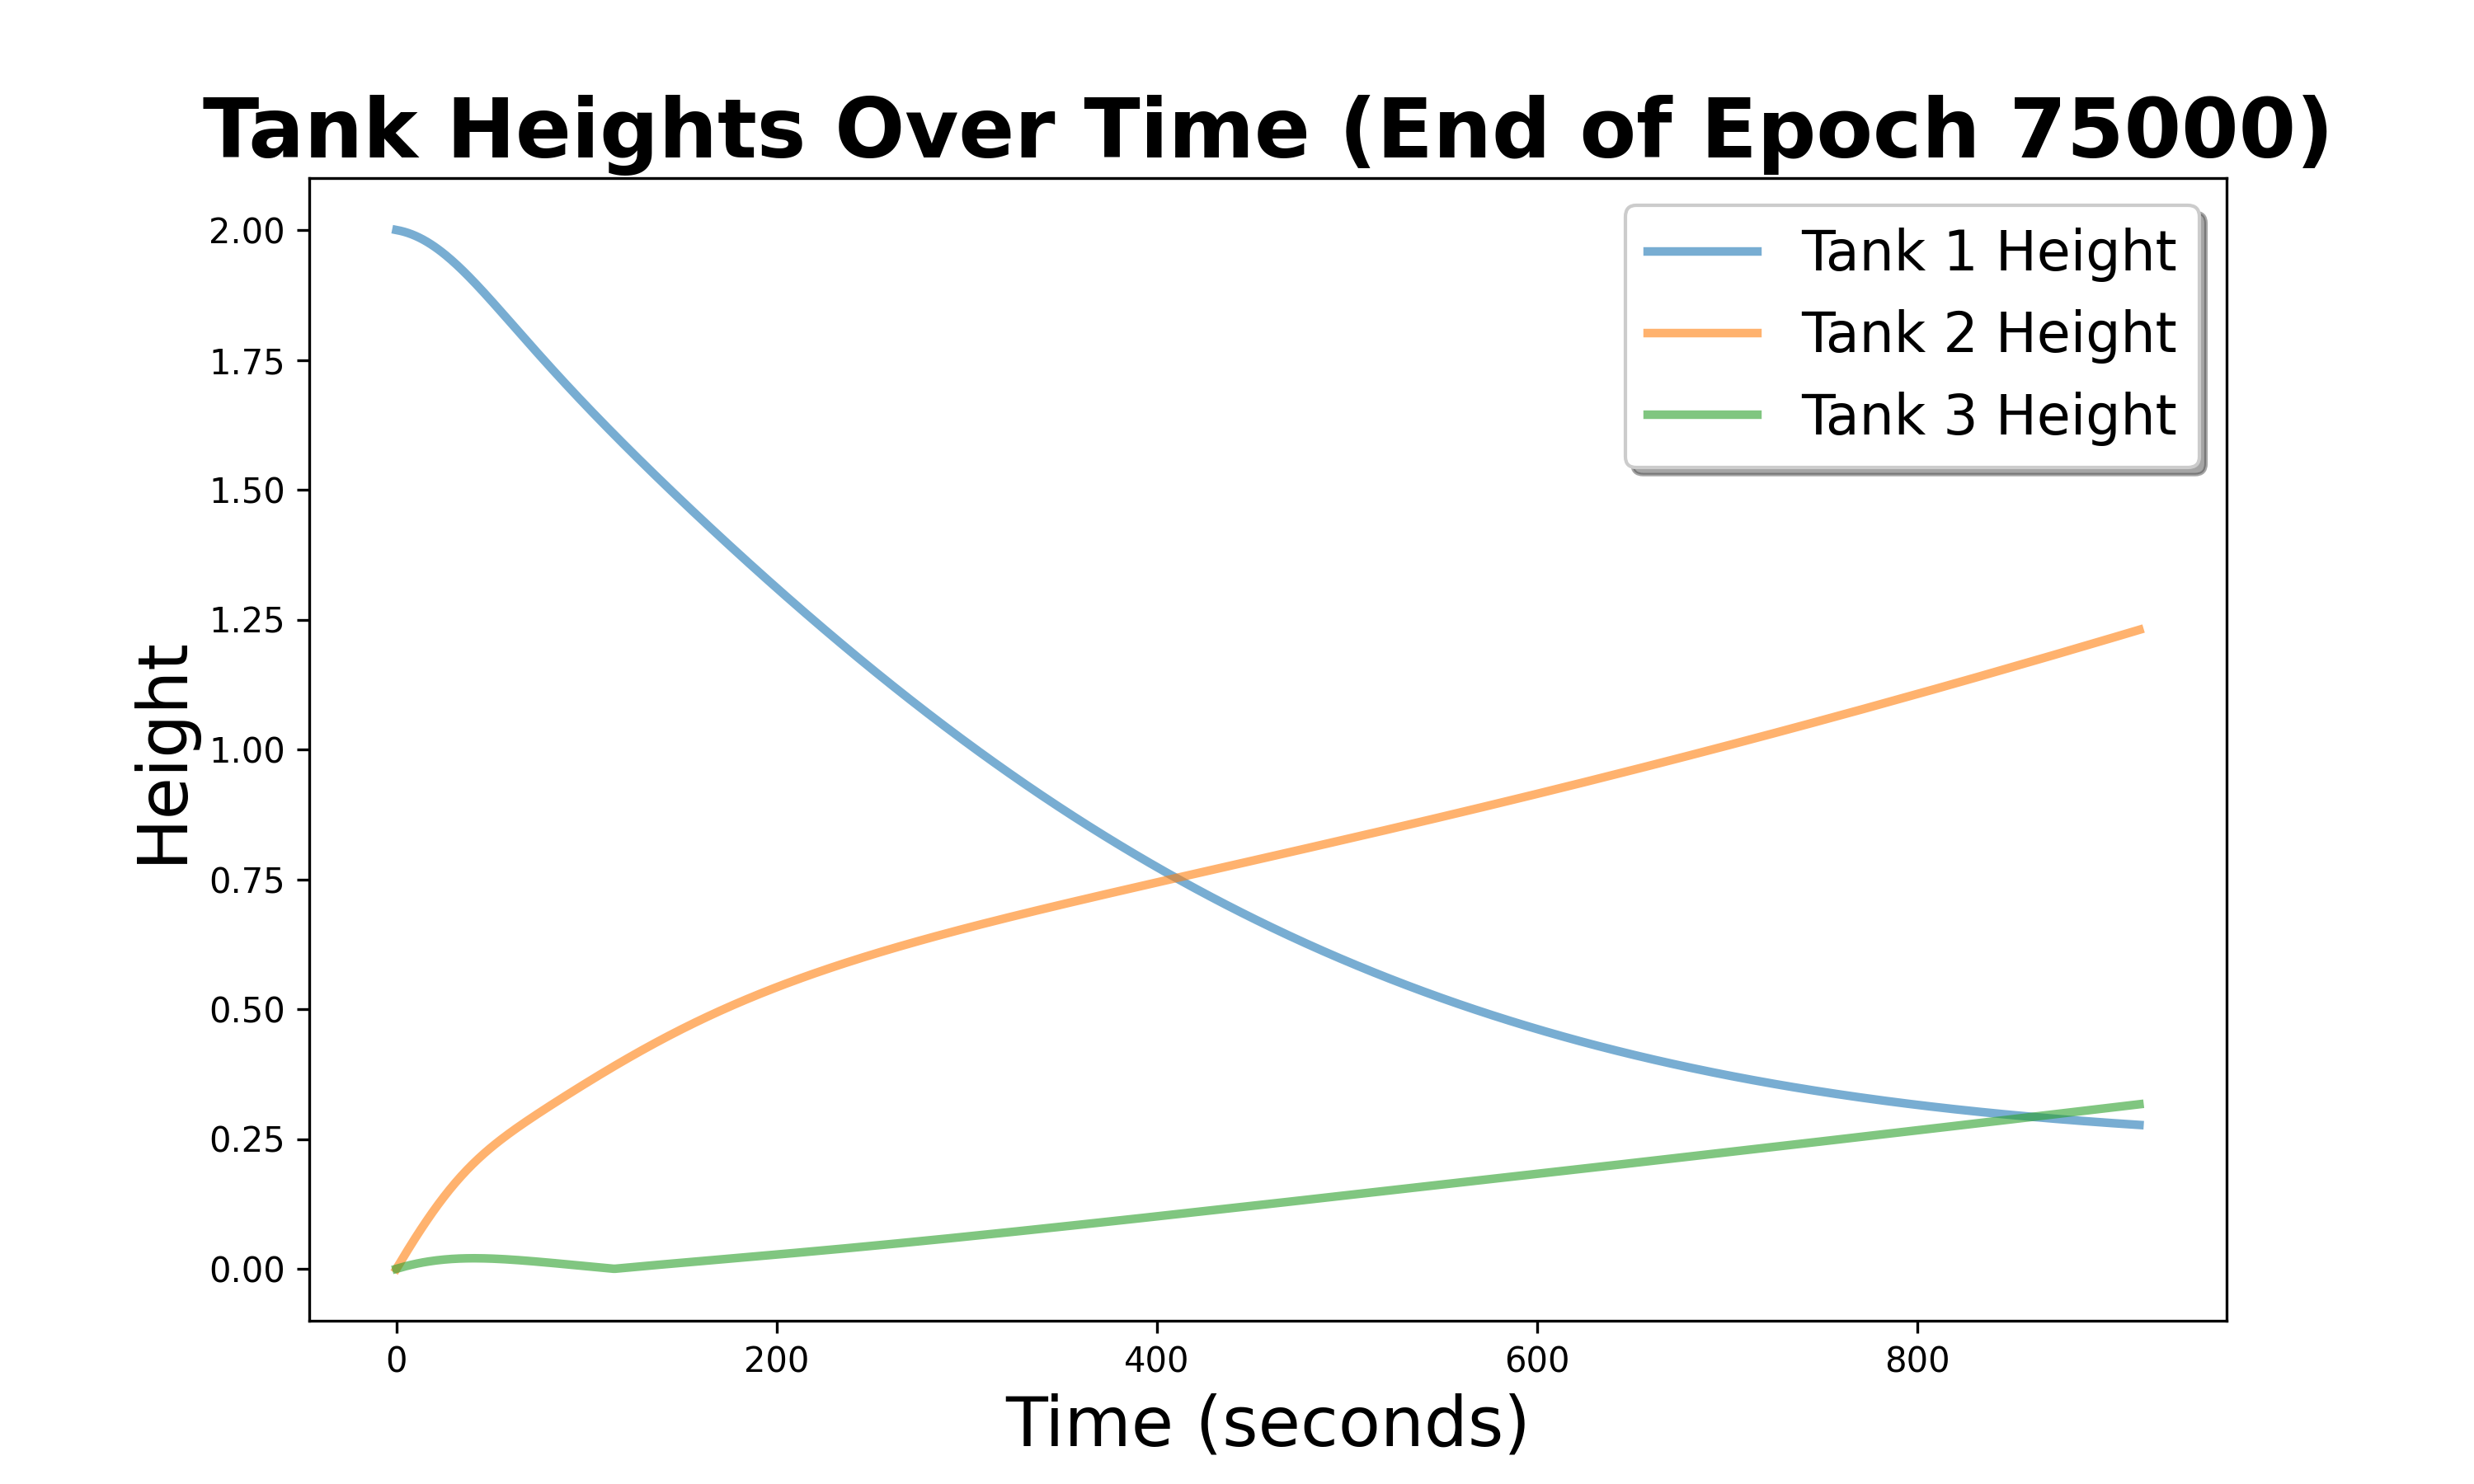 Tank Heights Over Time (End of Epoch 75000)
Tank 1 Height
Tank 2 Height
Tank 3 Height
Height
2.00
1.75
1.50
1.25
1.00
0.75
0.50
0.25
0.00
0 200 400 600 800
Time (seconds)